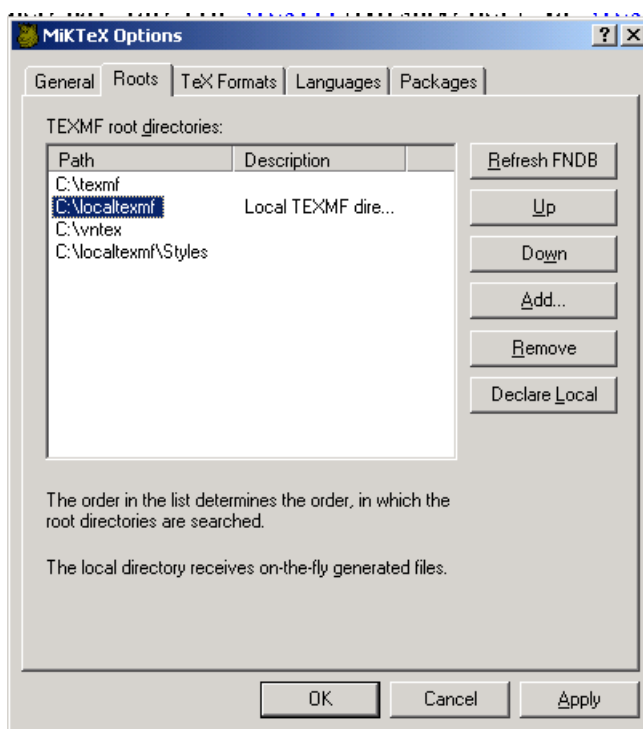 MiKTeX Options
General Roots TeX Formats Languages Packages
TEXMF root directories:
Path Description
C:\texmf
C:\localtexmf Local TEXMF dire...
C:\vntex
C:\localtexmf\Styles
Refresh FNDB
Up
Down
Add...
Remove
Declare Local
The order in the list determines the order, in which the
root directories are searched.
The local directory receives on-the-fly generated files.
OK Cancel Apply